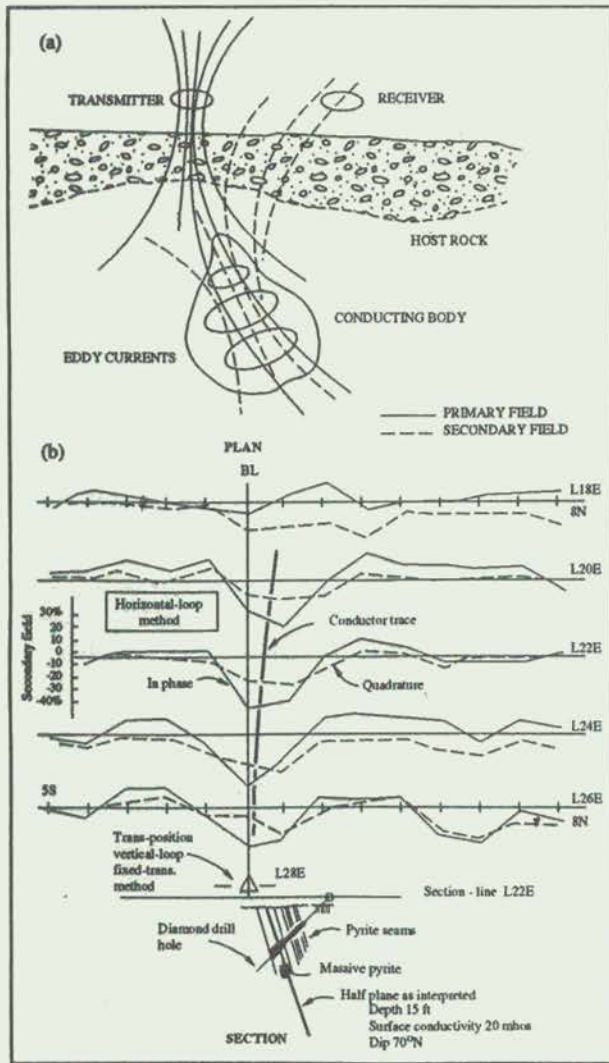 (a)
TRANSMITTER
RECEIVER
HOST ROCK
CONDUCTING BODY
EDDY CURRENTS
PRIMARY FIELD
SECONDARY FIELD
(b)
PLAN
BL
L18E
8N
L20E
Horizontal-loop
method
Conductor trace
Secondary field
30%
20
10
0
-10
-20
-30
-40%
L22E
In phase
Quadrature
L24E
5S
L26E
8N
Trans-position
vertical-loop
fixed-trans.
method
L28E
Section - line L22E
Diamond drill
hole
Pyrite seams
Massive pyrite
Half plane as interpreted
Depth 15 ft
Surface conductivity 20 mhos
Dip 70°N
SECTION